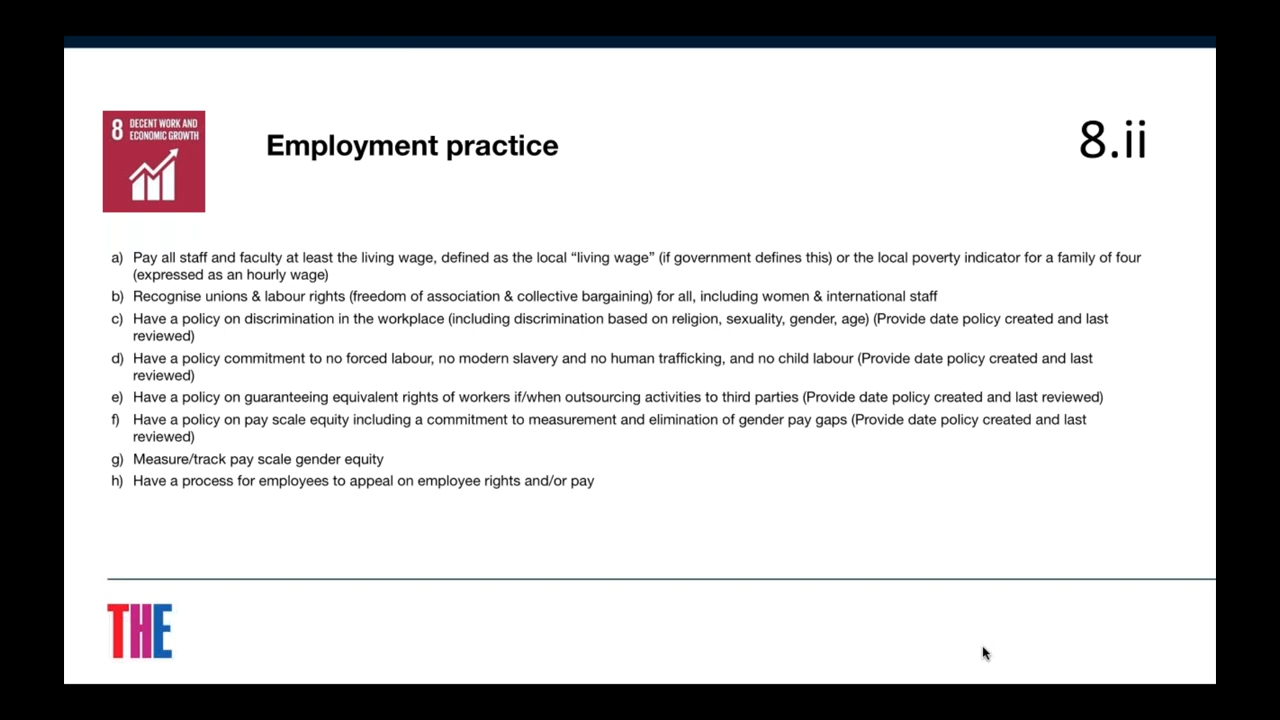 8 DECENT WORK AND
ECONOMIC GROWTH
Employment practice
8.ii
a) Pay all staff and faculty at least the living wage, defined as the local “living wage” (if government defines this) or the local poverty indicator for a family of four
(expressed as an hourly wage)
b) Recognise unions & labour rights (freedom of association & collective bargaining) for all, including women & international staff
c) Have a policy on discrimination in the workplace (including discrimination based on religion, sexuality, gender, age) (Provide date policy created and last
reviewed)
d) Have a policy commitment to no forced labour, no modern slavery and no human trafficking, and no child labour (Provide date policy created and last
reviewed)
e) Have a policy on guaranteeing equivalent rights of workers if/when outsourcing activities to third parties (Provide date policy created and last reviewed)
f) Have a policy on pay scale equity including a commitment to measurement and elimination of gender pay gaps (Provide date policy created and last
reviewed)
g) Measure/track pay scale gender equity
h) Have a process for employees to appeal on employee rights and/or pay
THE